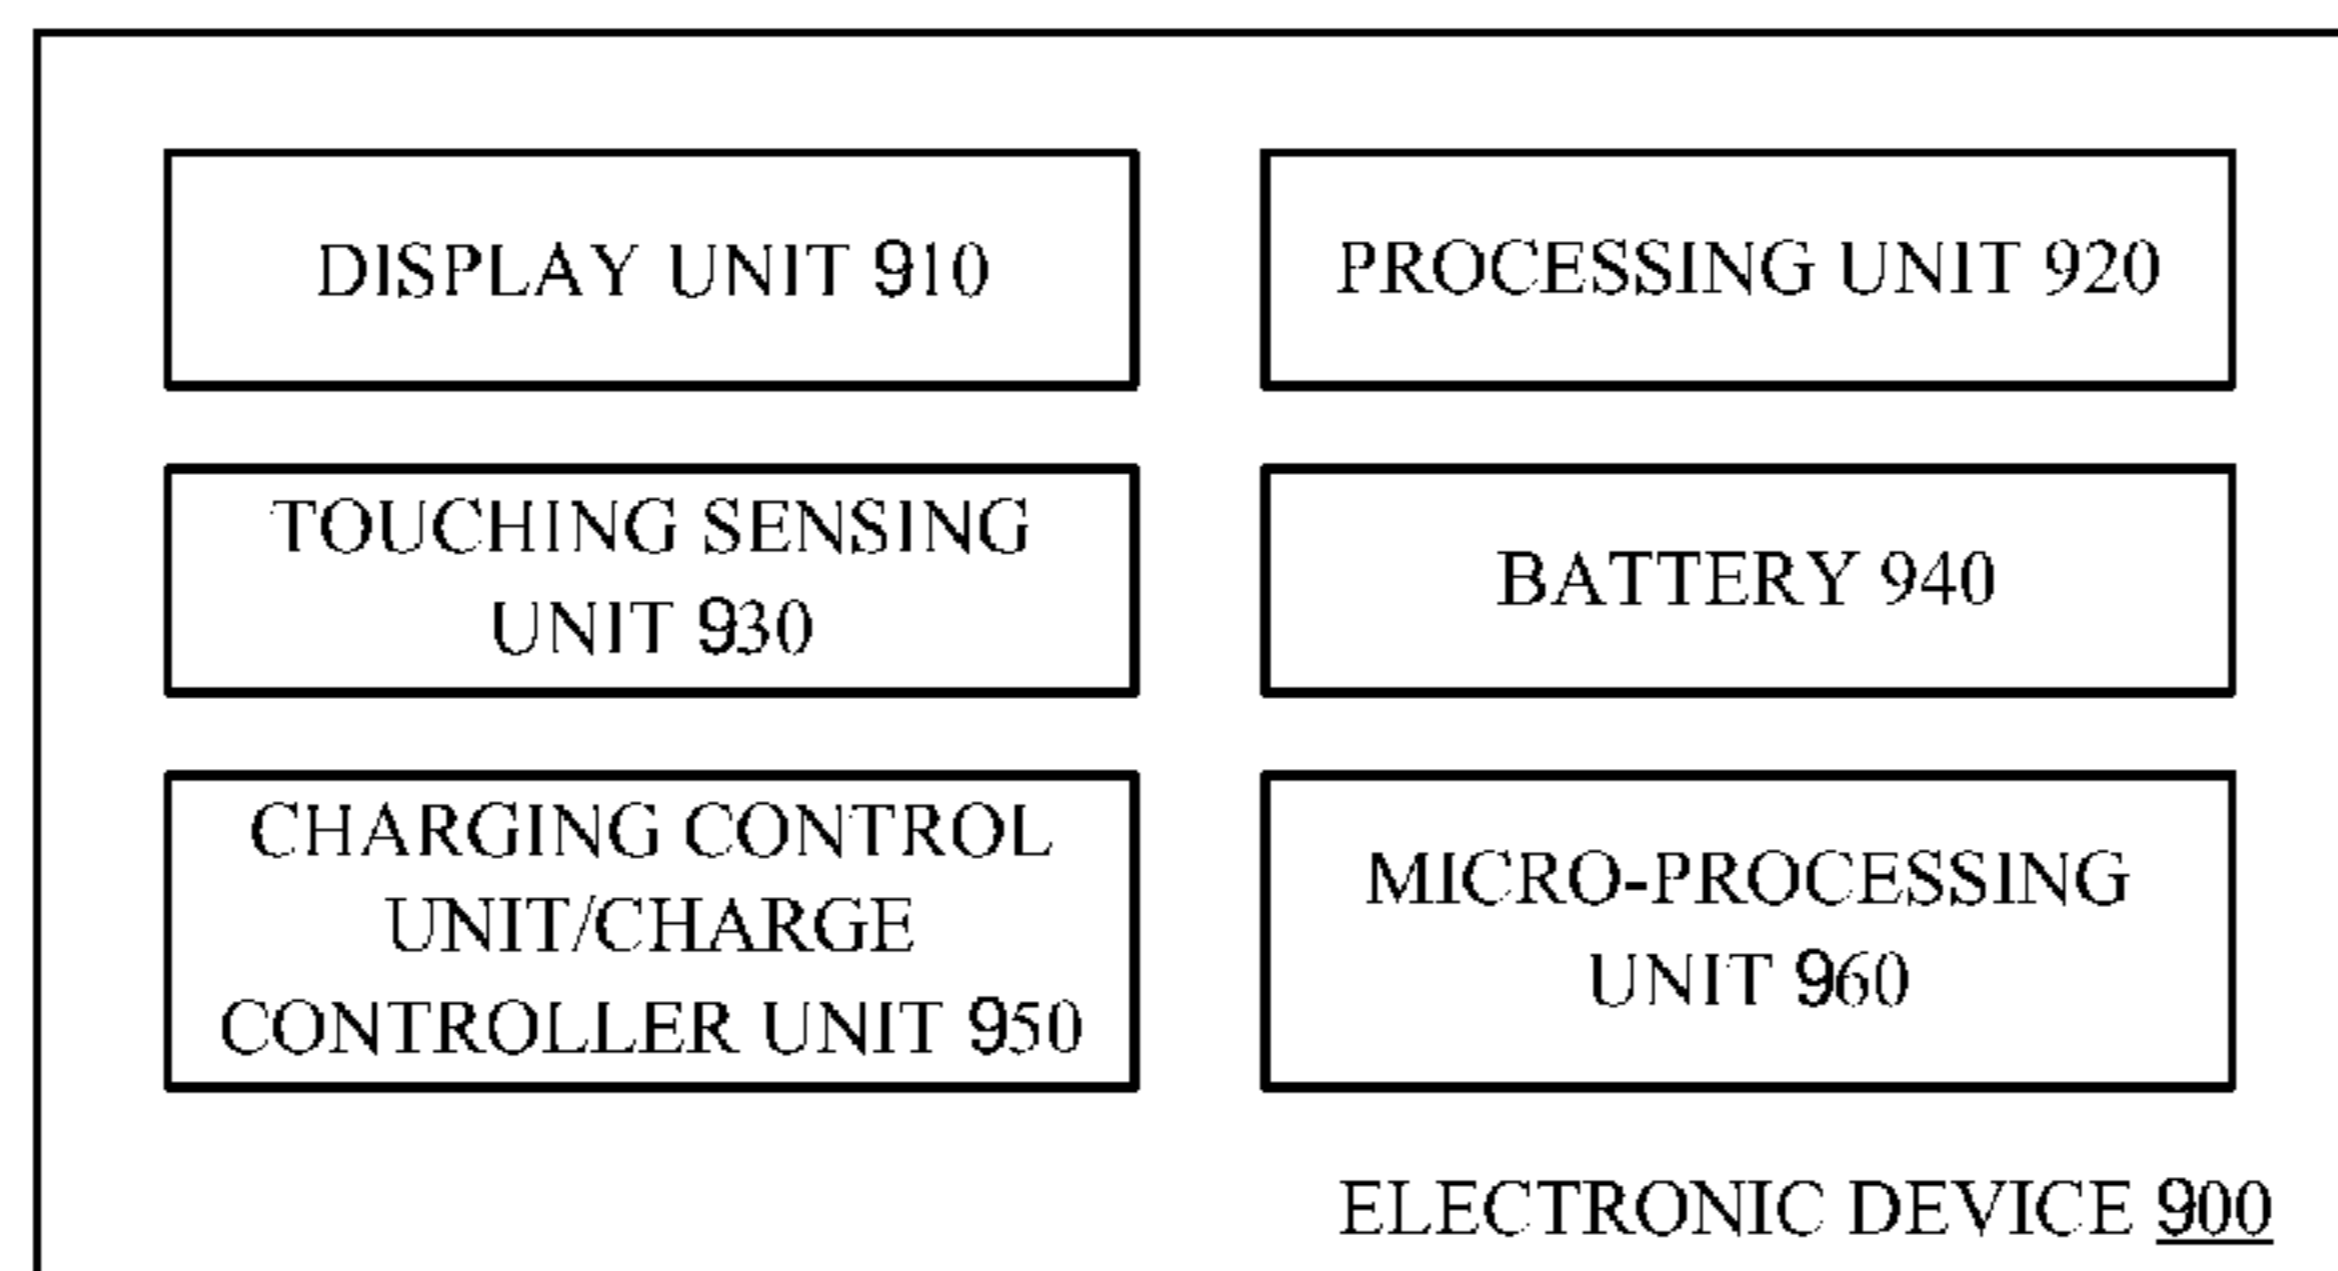 DISPLAY UNIT 910
PROCESSING UNIT 920
TOUCHING SENSING
UNIT 930
BATTERY 940
CHARGING CONTROL
UNIT/CHARGE
CONTROLLER UNIT 950
MICRO-PROCESSING
UNIT 960
ELECTRONIC DEVICE 900